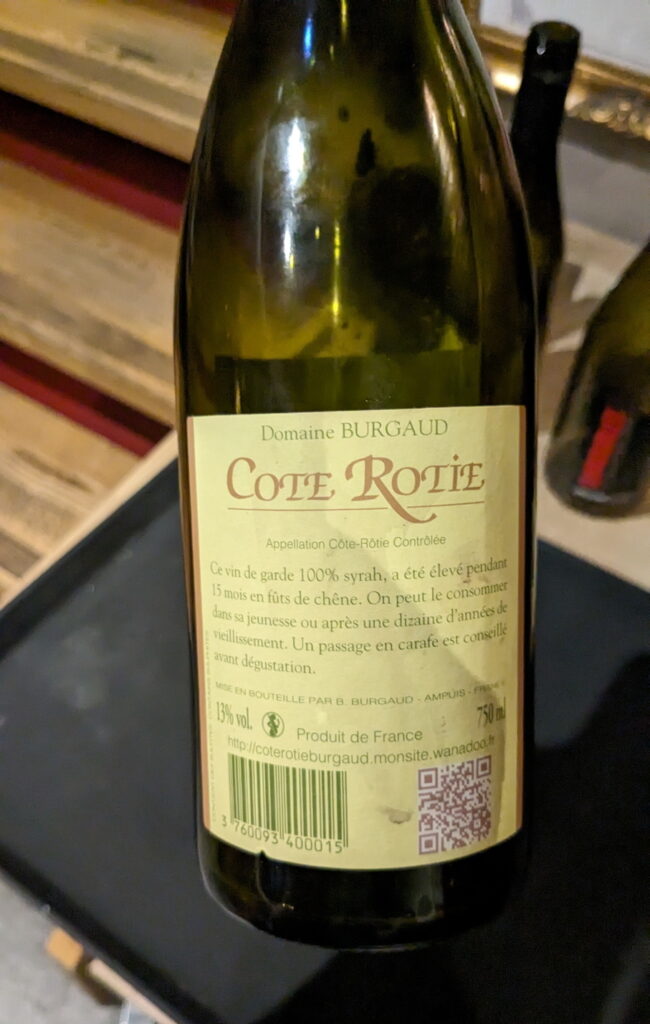 Domaine BURGAUD
COTE ROTIE
Appellation Côte-Rôtie Contrôlée
Ce vin de garde 100% syrah, a été élevé pendant
15 mois en fûts de chêne. On peut le consommer
dans sa jeunesse ou après une dizaine d'années de
vieillissement. Un passage en carafe est conseillé
avant dégustation.
MISE EN BOUTEILLE PAR B. BURGAUD - AMPUIS - FRANCE
13% vol.
750 ml
Produit de France
http://coterotieburgaud.monsite.wanadoo.fr
3 760093 400015